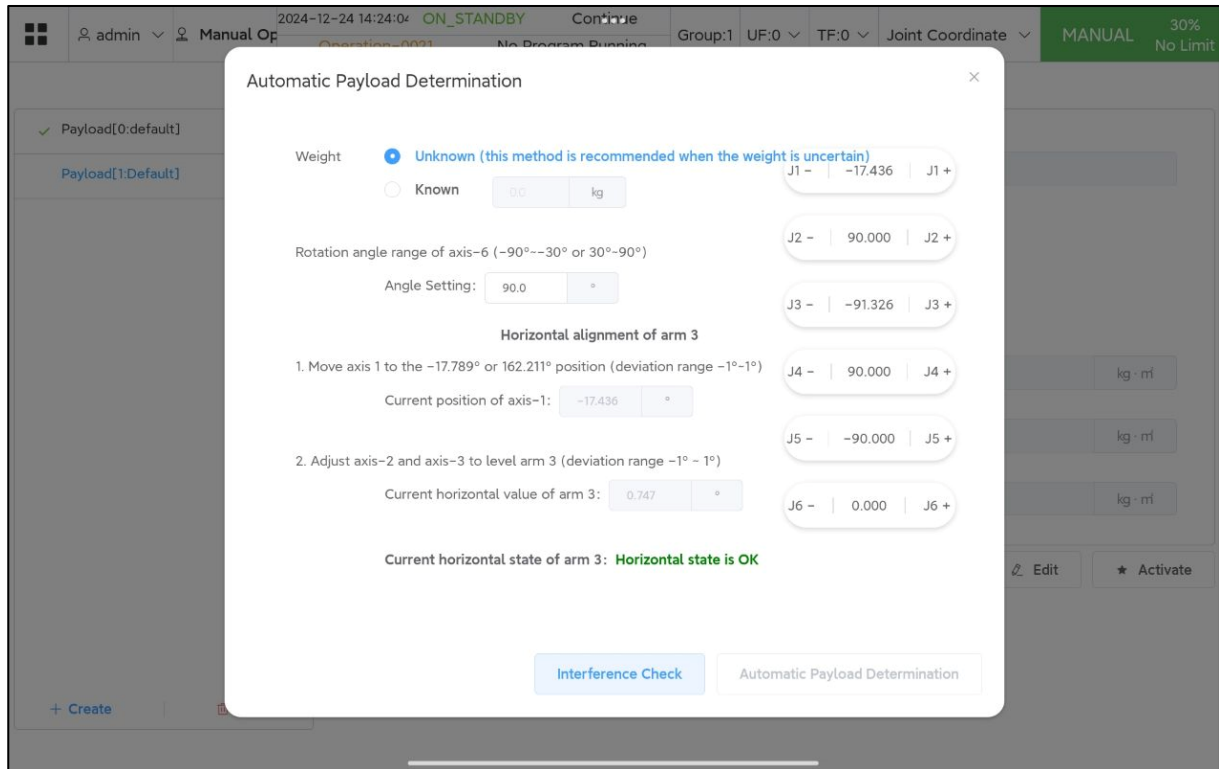 2024-12-24 14:24:04 ON_STANDBY Continue
admin Manual Op Group:1 UF:0 TF:0 Joint Coordinate MANUAL 30% No Limit
Operation-0021 No Program Running
Automatic Payload Determination
Payload[0:default]
Payload[1:Default]
Weight Unknown (this method is recommended when the weight is uncertain)
J1 - -17.436 J1 +
Known 0.0 kg
J2 - 90.000 J2 +
Rotation angle range of axis-6 (-90°--30° or 30°-90°)
Angle Setting: 90.0 °
J3 - -91.326 J3 +
Horizontal alignment of arm 3
1. Move axis 1 to the -17.789° or 162.211° position (deviation range -1°-1°)
J4 - 90.000 J4 +
kg · m²
Current position of axis-1: -17.436 °
J5 - -90.000 J5 +
kg · m²
2. Adjust axis-2 and axis-3 to level arm 3 (deviation range -1° - 1°)
Current horizontal value of arm 3: 0.747 °
J6 - 0.000 J6 +
kg · m²
Current horizontal state of arm 3: Horizontal state is OK
Edit Activate
Interference Check Automatic Payload Determination
+ Create